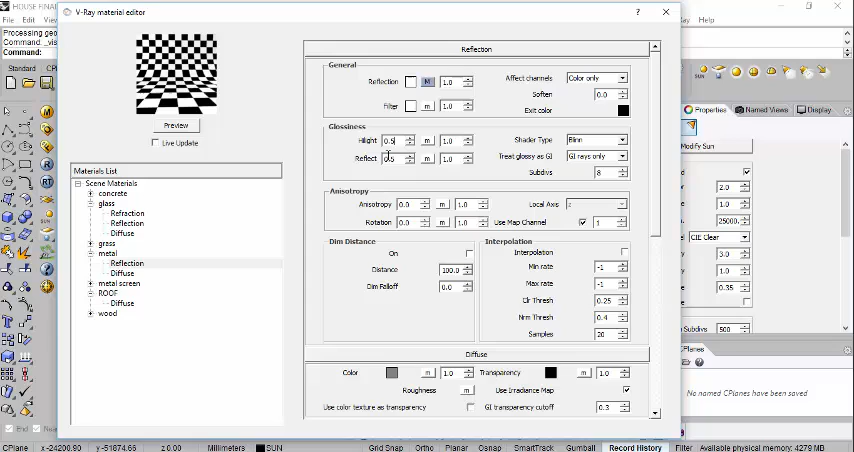 HOUSE FINAL
V-Ray material editor
? ×
File Edit View
Ray Help
Processing geo
Command: _vis
Command:
Standard CPl
Preview
Live Update
Materials List
Scene Materials
concrete
glass
Refraction
Reflection
Diffuse
grass
metal
Reflection
Diffuse
metal screen
ROOF
Diffuse
wood
Reflection
General
Reflection M 1.0 Affect channels Color only
Soften 0.0
Filter m 1.0 Exit color
Glossiness
Hilight 0.5 m 1.0 Shader Type Blinn
Reflect 0.5 m 1.0 Treat glossy as GI GI rays only
Subdivs 8
Anisotropy
Anisotropy 0.0 m 1.0 Local Axis z
Rotation 0.0 m 1.0 Use Map Channel 1
Dim Distance
On
Distance 100.0
Dim Falloff 0.0
Interpolation
Interpolation
Min rate -1
Max rate -1
Clr Thresh 0.25
Nrm Thresh 0.4
Samples 20
Diffuse
Color m 1.0 Transparency m 1.0
Roughness m Use Irradiance Map
Use color texture as transparency GI transparency cutoff 0.3
Properties Named Views Display
Modify Sun
2.0
1.0
25000.
CIE Clear
3.0
1.0
0.35
Subdivs 500
CPlanes
No named CPlanes have been saved
End Near
CPlane x -24200.90 y -51874.66 z 0.00 Millimeters SUN Grid Snap Ortho Planar Osnap SmartTrack Gumball Record History Filter Available physical memory: 4279 MB